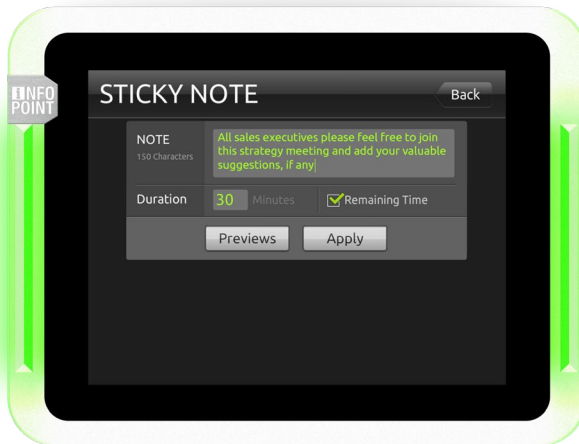 INFO
POINT
STICKY NOTE
Back
NOTE
150 Characters
All sales executives please feel free to join
this strategy meeting and add your valuable
suggestions, if any
Duration
30 Minutes
Remaining Time
Previews
Apply